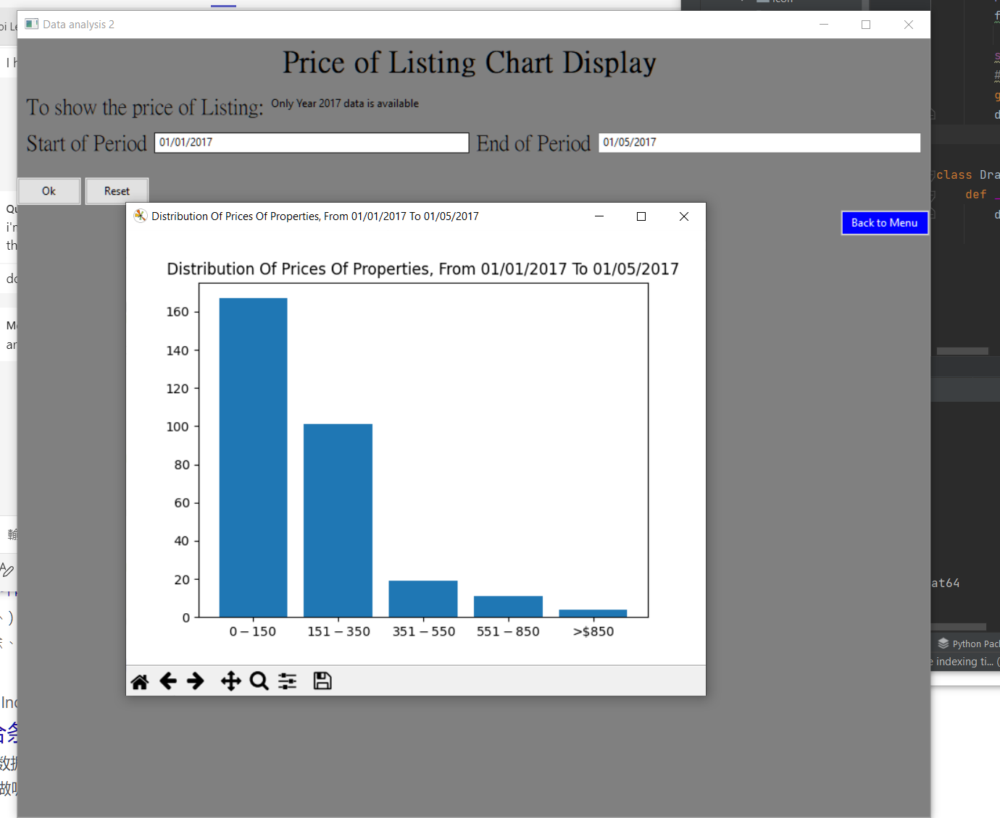 Data analysis 2
Price of Listing Chart Display
To show the price of Listing: Only Year 2017 data is available
Start of Period 01/01/2017 End of Period 01/05/2017
Ok Reset
Back to Menu
Distribution Of Prices Of Properties, From 01/01/2017 To 01/05/2017
Distribution Of Prices Of Properties, From 01/01/2017 To 01/05/2017
160
140
120
100
80
60
40
20
0
0 − 150 151 − 350 351 − 550 551 − 850 >$850
class Dra
def
at64
Python Pac
indexing ti... (